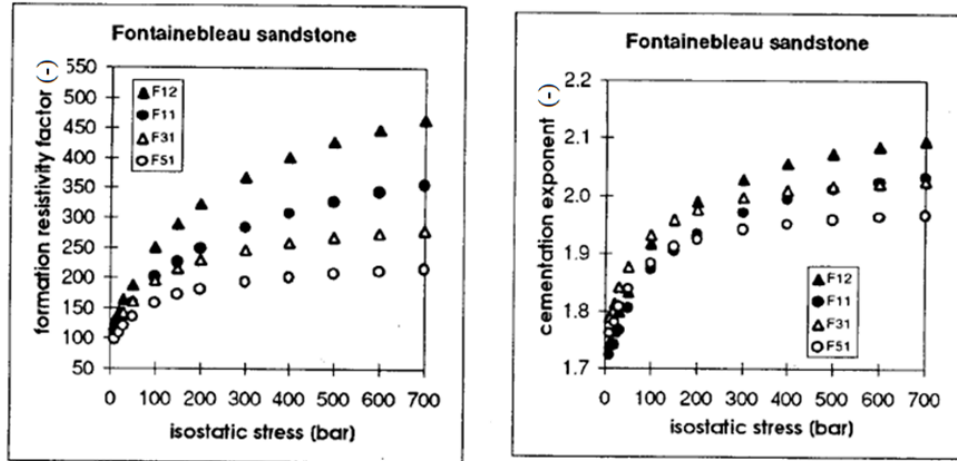 Fontainebleau sandstone
formation resistivity factor (-)
550
500
450
400
350
300
250
200
150
100
50
F12
F11
F31
F51
0 100 200 300 400 500 600 700
isostatic stress (bar)
Fontainebleau sandstone
cementation exponent (-)
2.2
2.1
2.0
1.9
1.8
1.7
F12
F11
F31
F51
0 100 200 300 400 500 600 700
isostatic stress (bar)